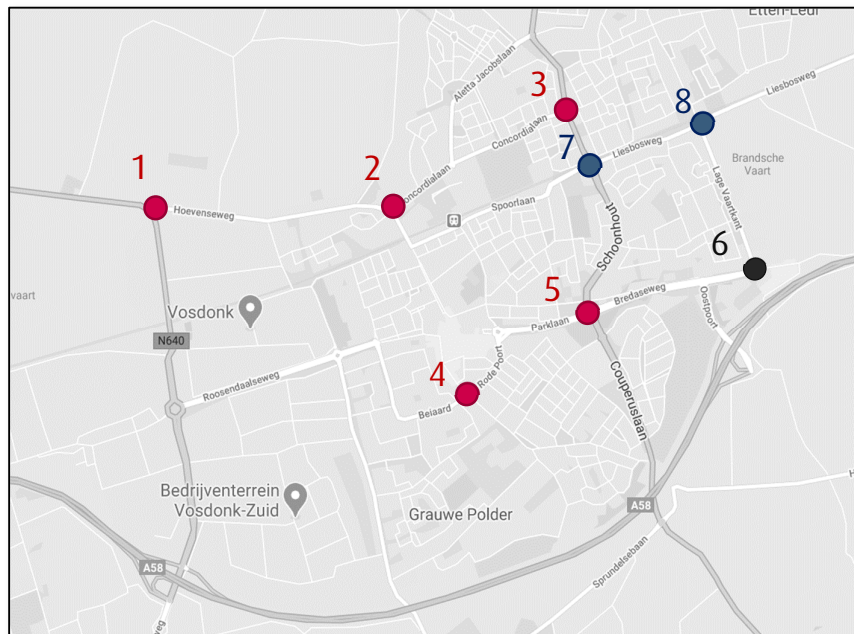 Etten-Leur
Aletta Jacobslaan
3
8
Liesbosweg
Concordialaan
7
Liesbosweg
Brandsche
Vaart
1
2
Concordialaan
Hoevenseweg
Spoorlaan
Lage Vaartkant
Schoonhout
6
5
Bredaseweg
Oostpoort
vaart
Vosdonk
Parklaan
N640
Roosendaalseweg
4
Rode Poort
Beiaard
Couperuslaan
Bedrijventerrein
Vosdonk-Zuid
Grauwe Polder
A58
H
Sprundelsebaan
A58
weg